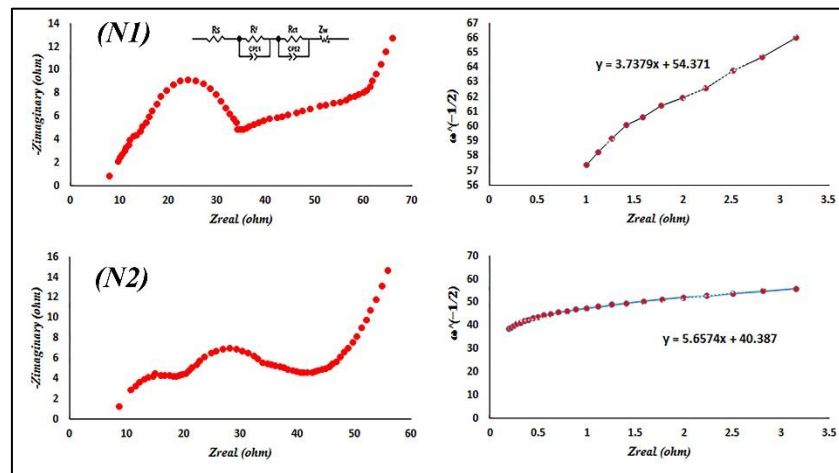 (N1)
Rs Rf Rct Zw
CPE1 CPE2
-Zimaginary (ohm)
14
12
10
8
6
4
2
0
0 10 20 30 40 50 60 70
Zreal (ohm)
ω^(−1/2)
67
66
65
64
63
62
61
60
59
58
57
56
y = 3.7379x + 54.371
0 0.5 1 1.5 2 2.5 3 3.5
Zreal (ohm)
(N2)
-Zimaginary (ohm)
16
14
12
10
8
6
4
2
0
0 10 20 30 40 50 60
Zreal (ohm)
ω^(−1/2)
70
60
50
40
30
20
10
0
y = 5.6574x + 40.387
0 0.5 1 1.5 2 2.5 3 3.5
Zreal (ohm)